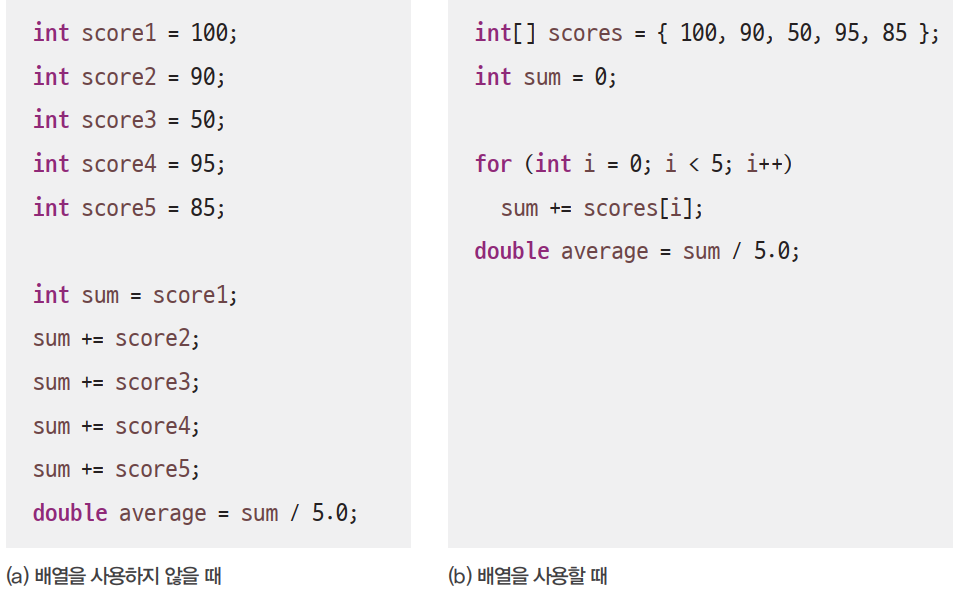 int score1 = 100;
int score2 = 90;
int score3 = 50;
int score4 = 95;
int score5 = 85;
int sum = score1;
sum += score2;
sum += score3;
sum += score4;
sum += score5;
double average = sum / 5.0;
(a) 배열을 사용하지 않을 때
int[] scores = { 100, 90, 50, 95, 85 };
int sum = 0;
for (int i = 0; i < 5; i++)
sum += scores[i];
double average = sum / 5.0;
(b) 배열을 사용할 때